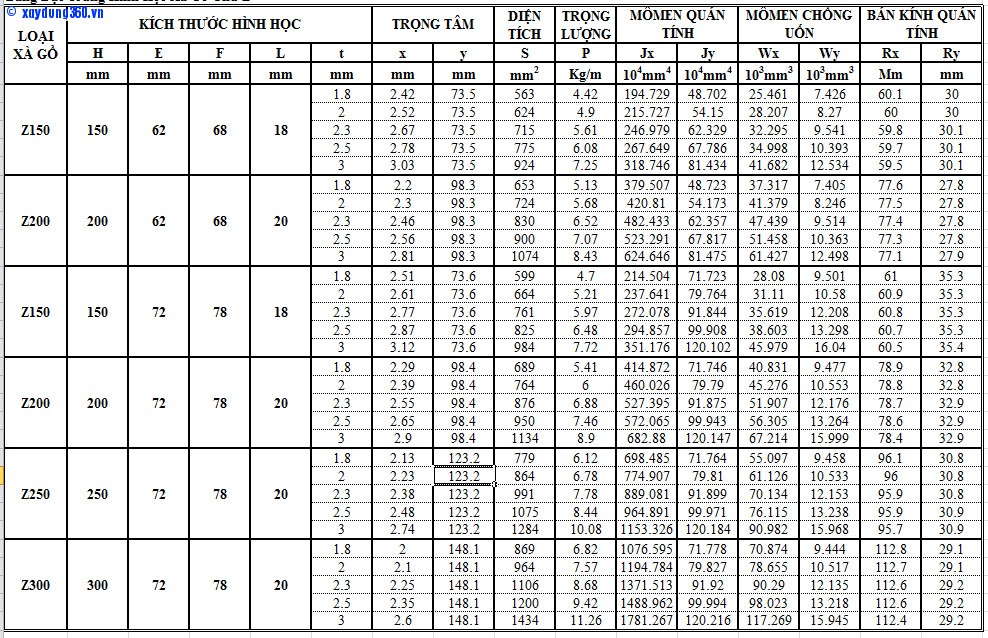 © xaydung360.vn
LOẠI XÀ GỒ KÍCH THƯỚC HÌNH HỌC TRỌNG TÂM DIỆN TÍCH TRỌNG LƯỢNG MÔMEN QUÁN TÍNH MÔMEN CHỐNG UỐN BÁN KÍNH QUÁN TÍNH
H E F L t x y S P Jx Jy Wx Wy Rx Ry
mm mm mm mm mm mm mm mm² Kg/m 10⁴mm⁴ 10⁴mm⁴ 10³mm³ 10³mm³ Mm mm
1.8 2.42 73.5 563 4.42 194.729 48.702 25.461 7.426 60.1 30
2 2.52 73.5 624 4.9 215.727 54.15 28.207 8.27 60 30
Z150 150 62 68 18 2.3 2.67 73.5 715 5.61 246.979 62.329 32.295 9.541 59.8 30.1
2.5 2.78 73.5 775 6.08 267.649 67.786 34.998 10.393 59.7 30.1
3 3.03 73.5 924 7.25 318.746 81.434 41.682 12.534 59.5 30.1
1.8 2.2 98.3 653 5.13 379.507 48.723 37.317 7.405 77.6 27.8
2 2.3 98.3 724 5.68 420.81 54.173 41.379 8.246 77.5 27.8
Z200 200 62 68 20 2.3 2.46 98.3 830 6.52 482.433 62.357 47.439 9.514 77.4 27.8
2.5 2.56 98.3 900 7.07 523.291 67.817 51.458 10.363 77.3 27.8
3 2.81 98.3 1074 8.43 624.646 81.475 61.427 12.498 77.1 27.9
1.8 2.51 73.6 599 4.7 214.504 71.723 28.08 9.501 61 35.3
2 2.61 73.6 664 5.21 237.641 79.764 31.11 10.58 60.9 35.3
Z150 150 72 78 18 2.3 2.77 73.6 761 5.97 272.078 91.844 35.619 12.208 60.8 35.3
2.5 2.87 73.6 825 6.48 294.857 99.908 38.603 13.298 60.7 35.3
3 3.12 73.6 984 7.72 351.176 120.102 45.979 16.04 60.5 35.4
1.8 2.29 98.4 689 5.41 414.872 71.746 40.831 9.477 78.9 32.8
2 2.39 98.4 764 6 460.026 79.79 45.276 10.553 78.8 32.8
Z200 200 72 78 20 2.3 2.55 98.4 876 6.88 527.395 91.875 51.907 12.176 78.7 32.9
2.5 2.65 98.4 950 7.46 572.065 99.943 56.305 13.264 78.6 32.9
3 2.9 98.4 1134 8.9 682.88 120.147 67.214 15.999 78.4 32.9
1.8 2.13 123.2 779 6.12 698.485 71.764 55.097 9.458 96.1 30.8
2 2.23 123.2 864 6.78 774.907 79.81 61.126 10.533 96 30.8
Z250 250 72 78 20 2.3 2.38 123.2 991 7.78 889.081 91.899 70.134 12.153 95.9 30.8
2.5 2.48 123.2 1075 8.44 964.891 99.971 76.115 13.238 95.9 30.9
3 2.74 123.2 1284 10.08 1153.326 120.184 90.982 15.968 95.7 30.9
1.8 2 148.1 869 6.82 1076.595 71.778 70.874 9.444 112.8 29.1
2 2.1 148.1 964 7.57 1194.784 79.827 78.655 10.517 112.7 29.1
Z300 300 72 78 20 2.3 2.25 148.1 1106 8.68 1371.513 91.92 90.29 12.135 112.6 29.2
2.5 2.35 148.1 1200 9.42 1488.962 99.994 98.023 13.218 112.6 29.2
3 2.6 148.1 1434 11.26 1781.267 120.216 117.269 15.945 112.4 29.2